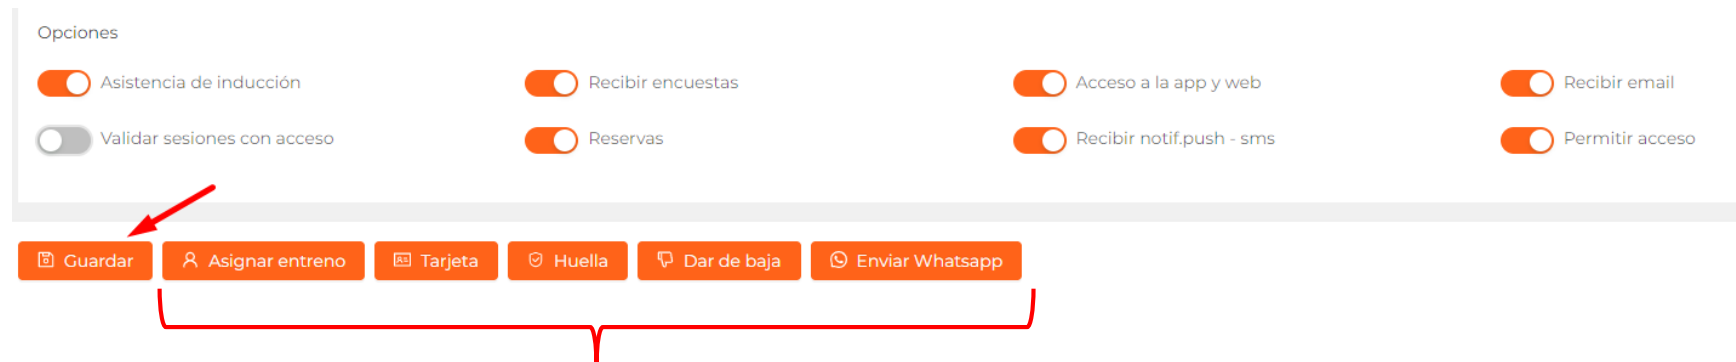 Opciones
Asistencia de inducción Recibir encuestas Acceso a la app y web Recibir email
Validar sesiones con acceso Reservas Recibir notif.push - sms Permitir acceso
Guardar Asignar entreno Tarjeta Huella Dar de baja Enviar Whatsapp